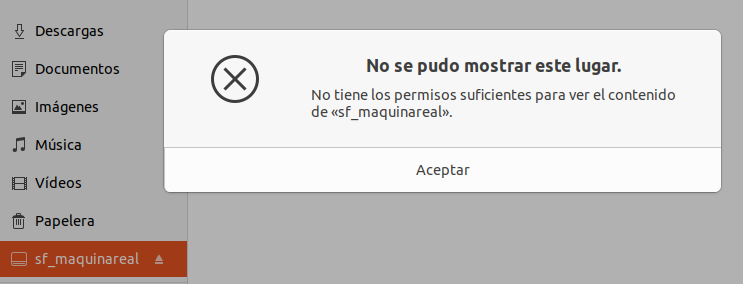 Descargas
Documentos
Imágenes
Música
Vídeos
Papelera
sf_maquinareal
No se pudo mostrar este lugar.
No tiene los permisos suficientes para ver el contenido
de «sf_maquinareal».
Aceptar